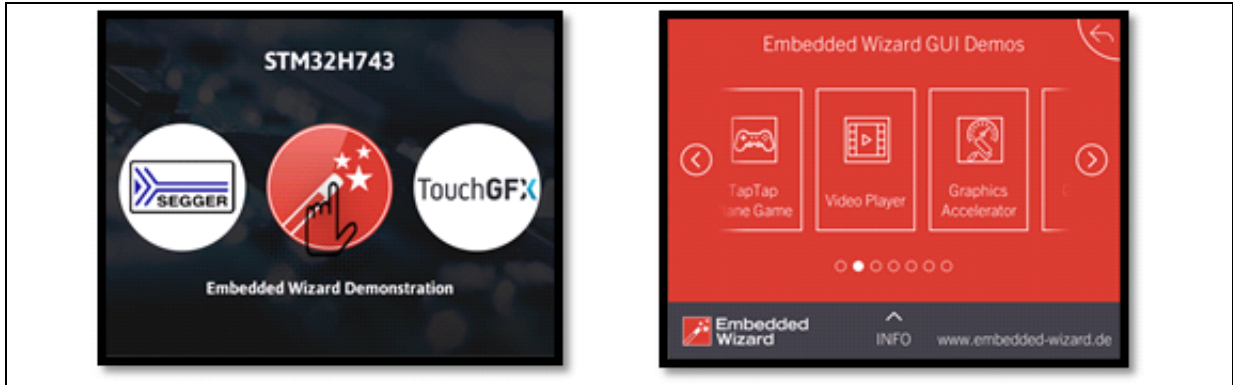 STM32H743
SEGGER
TouchGFX
Embedded Wizard Demonstration
Embedded Wizard GUI Demos
TapTap
ane Game
Video Player
Graphics
Accelerator
Embedded
Wizard
INFO
www.embedded-wizard.de